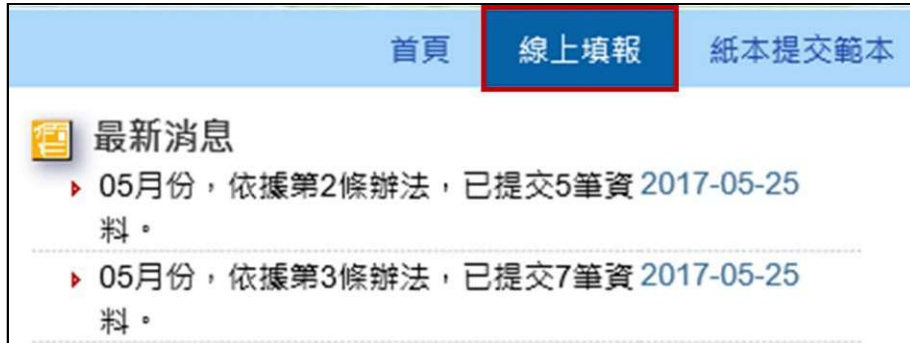 首頁 線上填報 紙本提交範本
最新消息
05月份，依據第2條辦法，已提交5筆資 2017-05-25
料。
05月份，依據第3條辦法，已提交7筆資 2017-05-25
料。